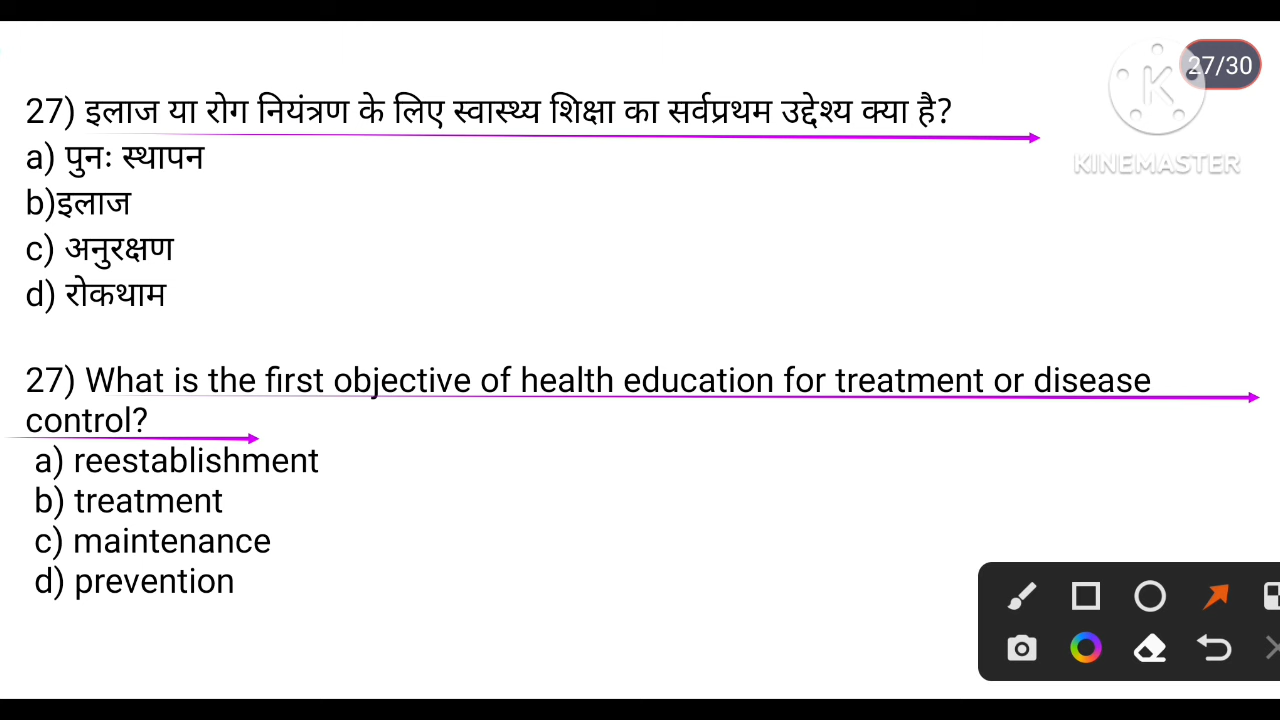 27/30
KINEMASTER
27) इलाज या रोग नियंत्रण के लिए स्वास्थ्य शिक्षा का सर्वप्रथम उद्देश्य क्या है?
a) पुनः स्थापन
b)इलाज
c) अनुरक्षण
d) रोकथाम
27) What is the first objective of health education for treatment or disease
control?
a) reestablishment
b) treatment
c) maintenance
d) prevention